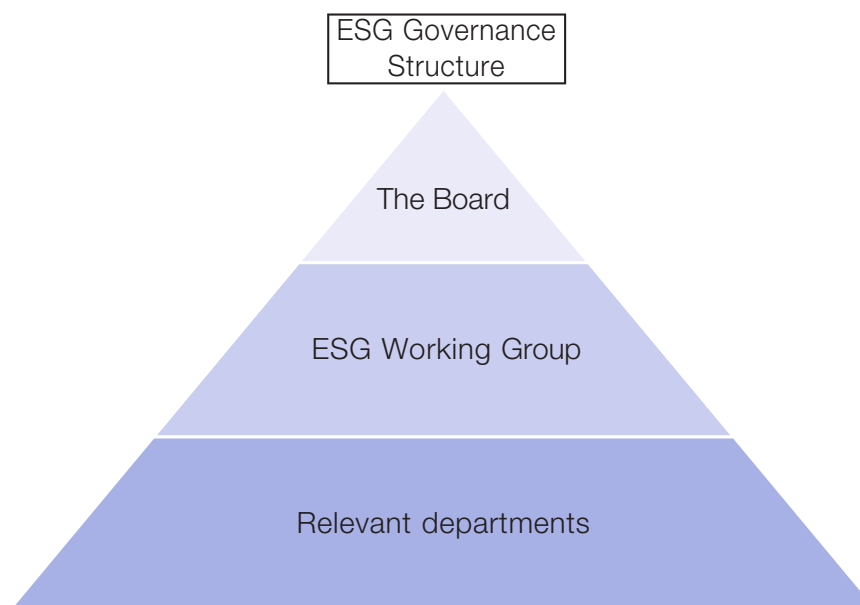 ESG Governance
Structure
The Board
ESG Working Group
Relevant departments